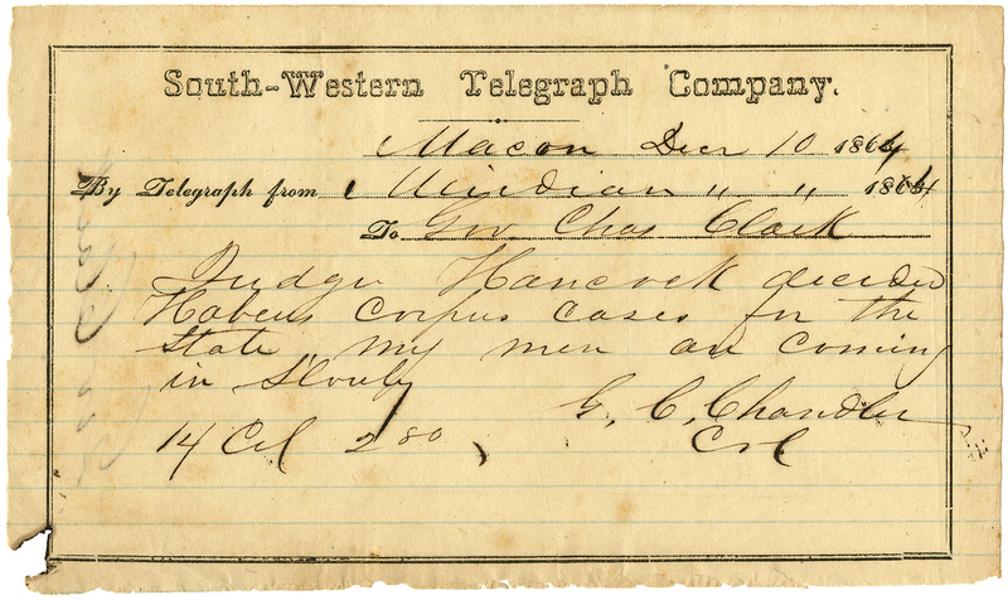 South-Western Telegraph Company.
Macon Decr 10 1864
By Telegraph from Meridian " " 1864
To Gov Chas Clark
Judge Hancock decided
Habeus Corpus cases for the
State, my men are coming
in slowly
G. C. Chandler
14 Col 2 80 Col